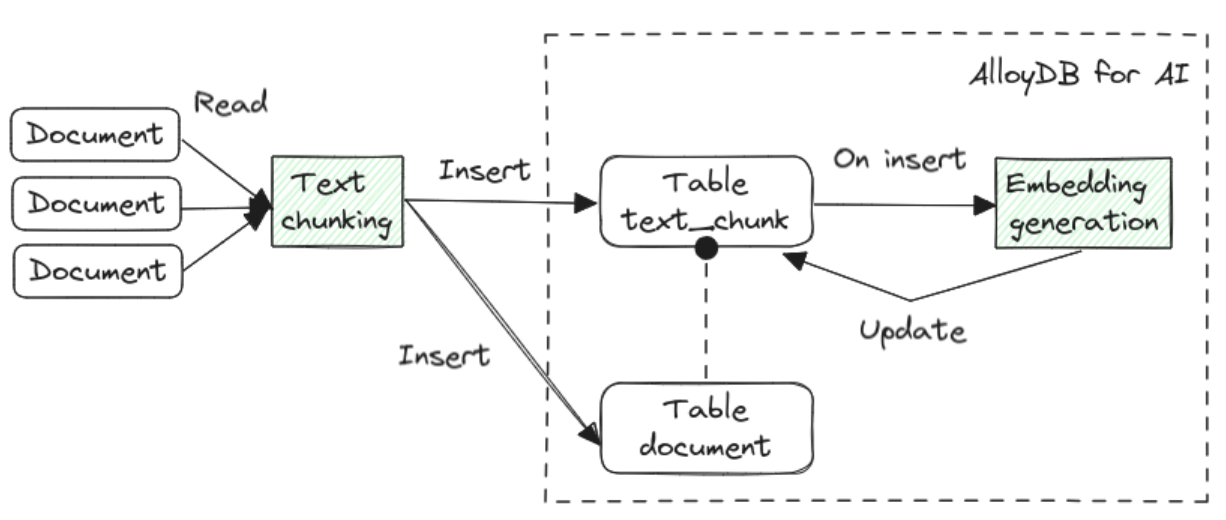 AlloyDB for AI
Read
Document
Document
Document
Text
chunking
Insert
Insert
Table
text_chunk
On insert
Embedding
generation
Update
Table
document